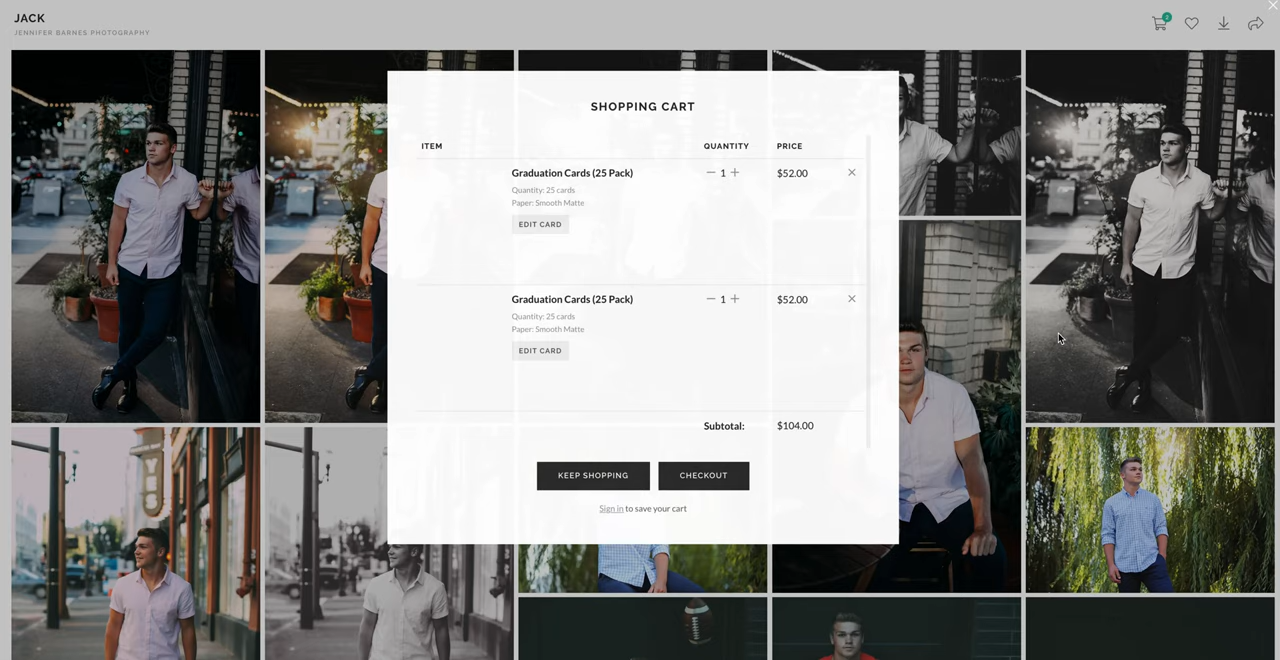 JACK
JENNIFER BARNES PHOTOGRAPHY
2
SHOPPING CART
ITEM QUANTITY PRICE
Graduation Cards (25 Pack) 1 $52.00
Quantity: 25 cards
Paper: Smooth Matte
EDIT CARD
Graduation Cards (25 Pack) 1 $52.00
Quantity: 25 cards
Paper: Smooth Matte
EDIT CARD
Subtotal: $104.00
KEEP SHOPPING CHECKOUT
Sign in to save your cart